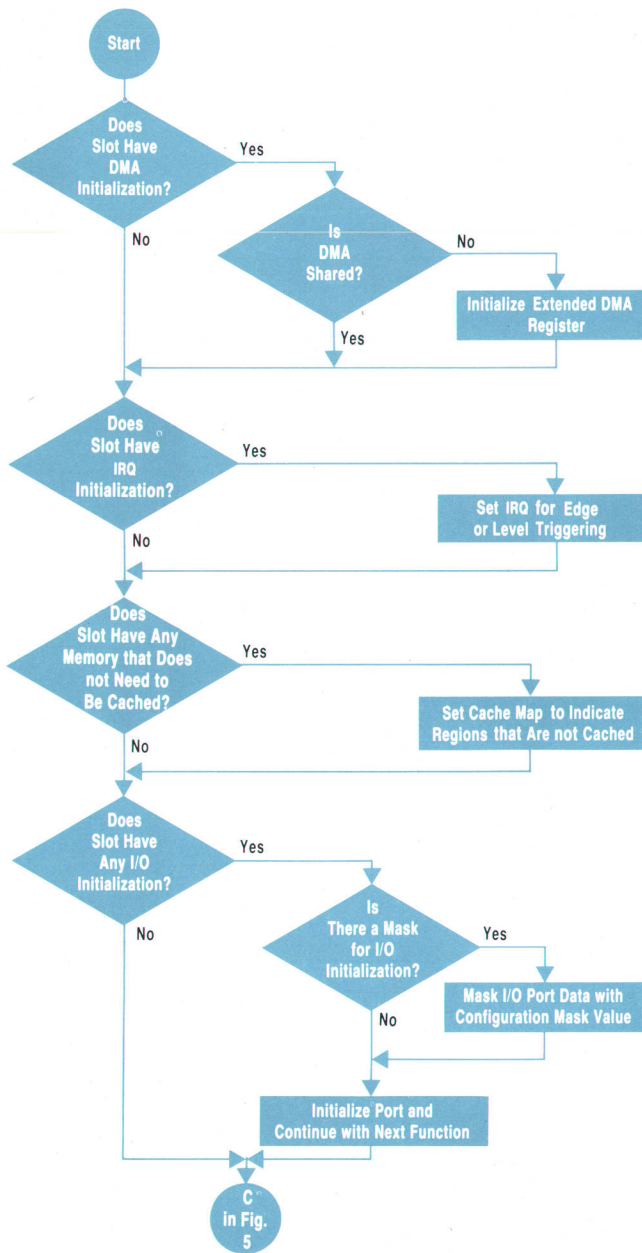 Start
Does
Slot Have
DMA
Initialization?
Yes
No
Is
DMA
Shared?
No
Yes
Initialize Extended DMA
Register
Does
Slot Have
IRQ
Initialization?
Yes
No
Set IRQ for Edge
or Level Triggering
Does
Slot Have Any
Memory that Does
not Need to
Be Cached?
Yes
No
Set Cache Map to Indicate
Regions that Are not Cached
Does
Slot Have
Any I/O
Initialization?
Yes
No
Is
There a Mask
for I/O
Initialization?
Yes
No
Mask I/O Port Data with
Configuration Mask Value
Initialize Port and
Continue with Next Function
C
in Fig.
5